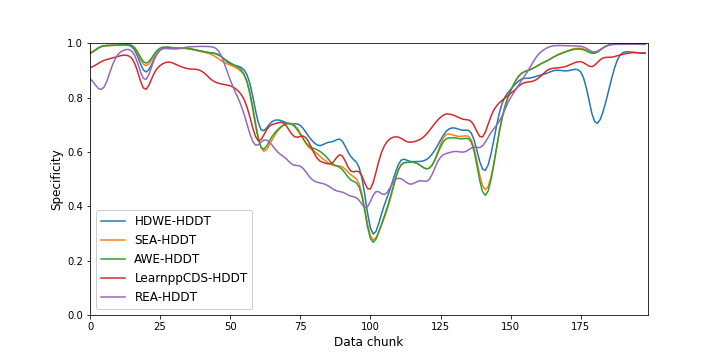 1.0
0.8
0.6
0.4
0.2
0.0
Specificity
HDWE-HDDT
SEA-HDDT
AWE-HDDT
LearnppCDS-HDDT
REA-HDDT
0 25 50 75 100 125 150 175
Data chunk